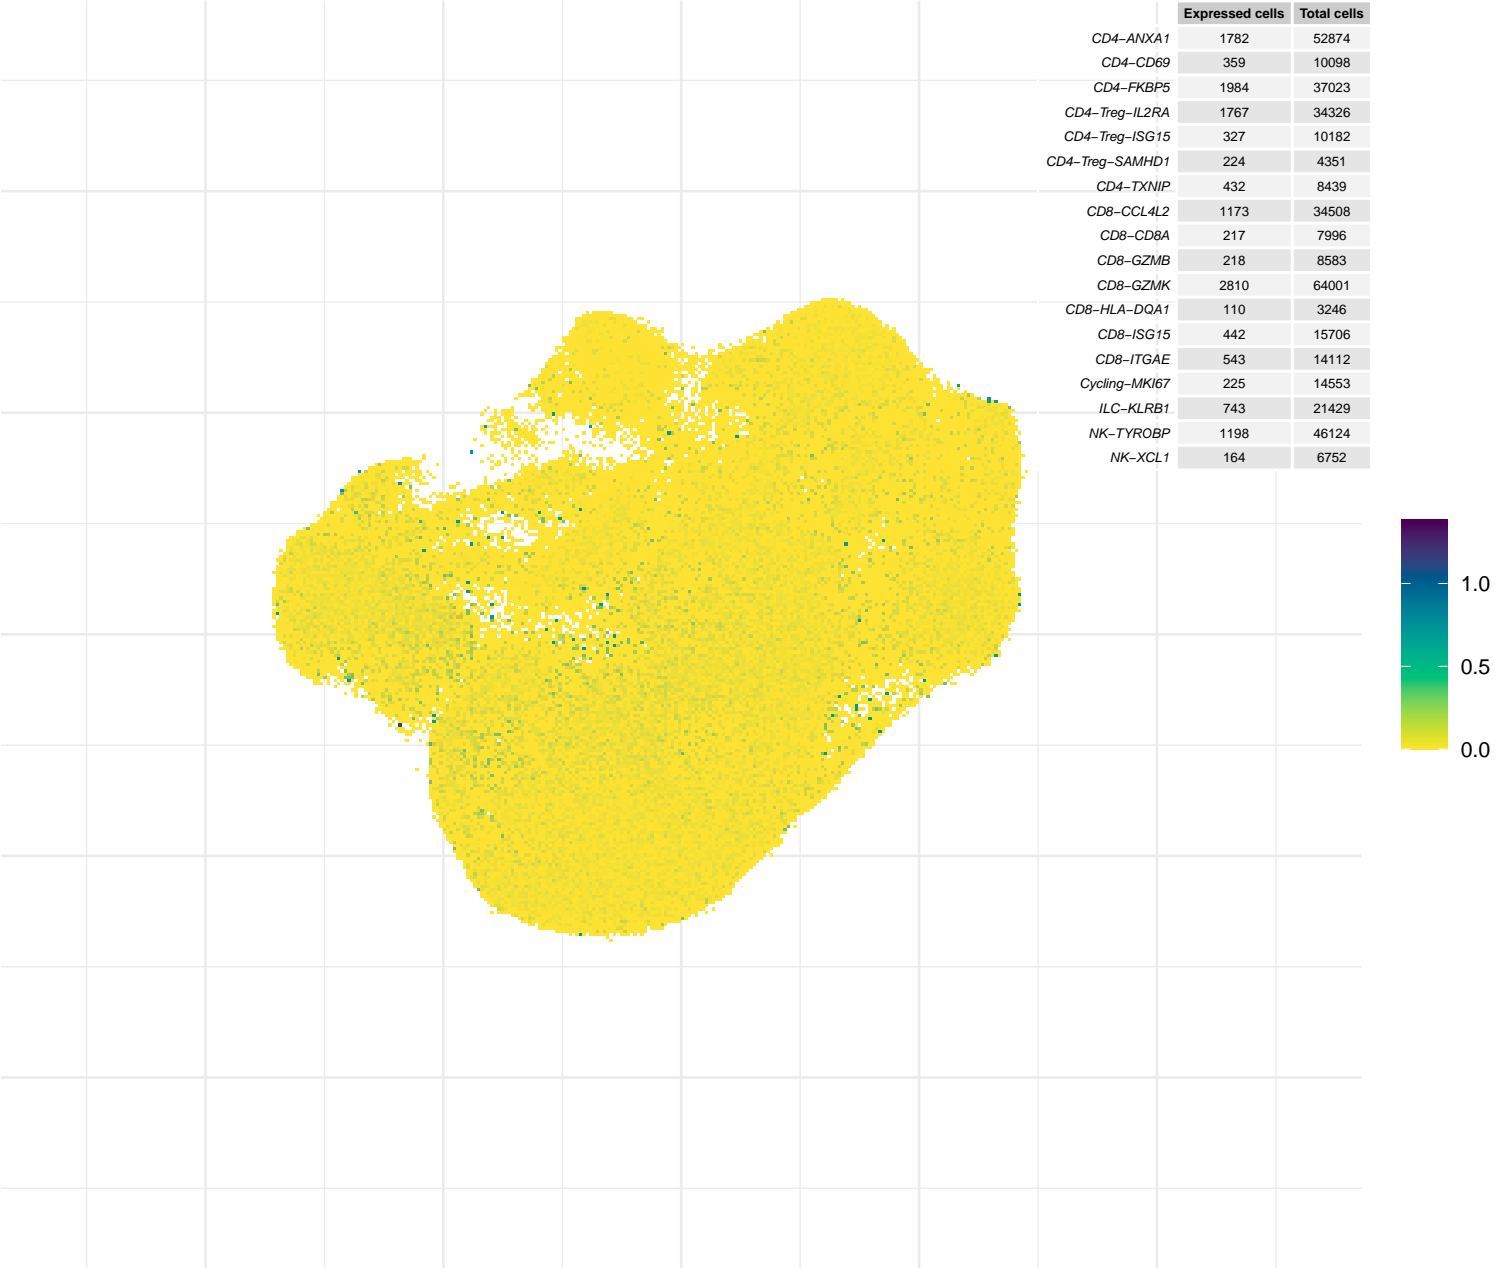 Expressed cells Total cells
CD4−ANXA1 1782 52874
CD4−CD69 359 10098
CD4−FKBP5 1984 37023
CD4−Treg−IL2RA 1767 34326
CD4−Treg−ISG15 327 10182
CD4−Treg−SAMHD1 224 4351
CD4−TXNIP 432 8439
CD8−CCL4L2 1173 34508
CD8−CD8A 217 7996
CD8−GZMB 218 8583
CD8−GZMK 2810 64001
CD8−HLA−DQA1 110 3246
CD8−ISG15 442 15706
CD8−ITGAE 543 14112
Cycling−MKI67 225 14553
ILC−KLRB1 743 21429
NK−TYROBP 1198 46124
NK−XCL1 164 6752
1.0
0.5
0.0